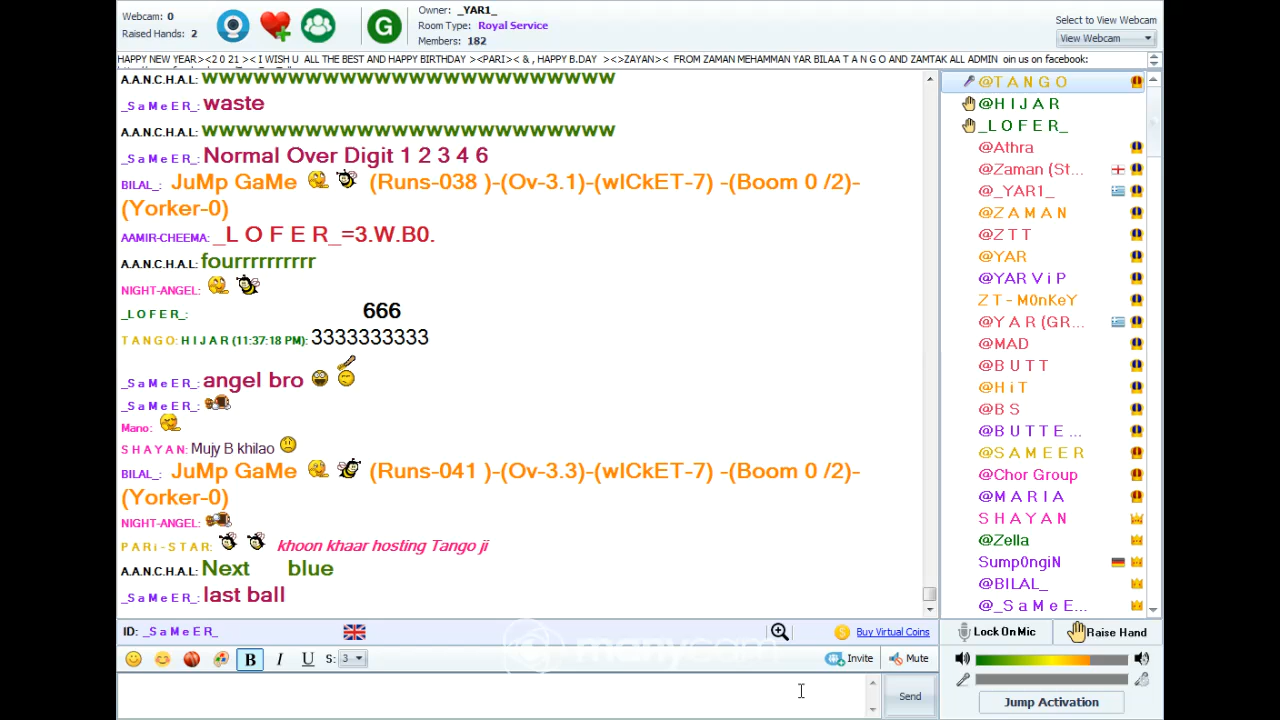 Webcam: 0
Raised Hands: 2
Owner: _YAR1_
Room Type: Royal Service
Members: 182
Select to View Webcam
View Webcam
HAPPY NEW YEAR><2 0 21 >< I WISH U ALL THE BEST AND HAPPY BIRTHDAY ><PARI>< & , HAPPY B.DAY ><>ZAYAN>< FROM ZAMAN MEHAMMAN YAR BILAA T A N G O AND ZAMTAK ALL ADMIN oin us on facebook:
A.A.N.C.H.A.L: wwwwwwwwwwwwwwwwwwwwwww
_S a M e E R_: waste
A.A.N.C.H.A.L: wwwwwwwwwwwwwwwwwwwwwww
_S a M e E R_: Normal Over Digit 1 2 3 4 6
BILAL_: JuMp GaMe (Runs-038 )-(Ov-3.1)-(wICkET-7) -(Boom 0 /2)-
(Yorker-0)
AAMIR-CHEEMA: _L O F E R_=3.W.B0.
A.A.N.C.H.A.L: fourrrrrrrrrr
NIGHT-ANGEL:
_L O F E R_: 666
T A N G O: H I J A R (11:37:18 PM): 3333333333
_S a M e E R_: angel bro
_S a M e E R_:
Mano:
S H A Y A N: Mujy B khilao
BILAL_: JuMp GaMe (Runs-041 )-(Ov-3.3)-(wICkET-7) -(Boom 0 /2)-
(Yorker-0)
NIGHT-ANGEL:
P A R i - S T A R: khoon khaar hosting Tango ji
A.A.N.C.H.A.L: Next blue
_S a M e E R_: last ball
@T A N G O
@H I J A R
_L O F E R_
@Athra
@Zaman (St...
@_YAR1_
@Z A M A N
@Z T T
@YAR
@YAR V i P
Z T - M0nKeY
@Y A R (GR...
@MAD
@B U T T
@H i T
@B S
@B U T T E ...
@S A M E E R
@Chor Group
@M A R I A
S H A Y A N
@Zella
Sump0ngiN
@BILAL_
@_S a M e E...
ID: _S a M e E R_
Buy Virtual Coins
Lock On Mic
Raise Hand
B I U S: 3
manycam
Invite
Mute
Send
Jump Activation